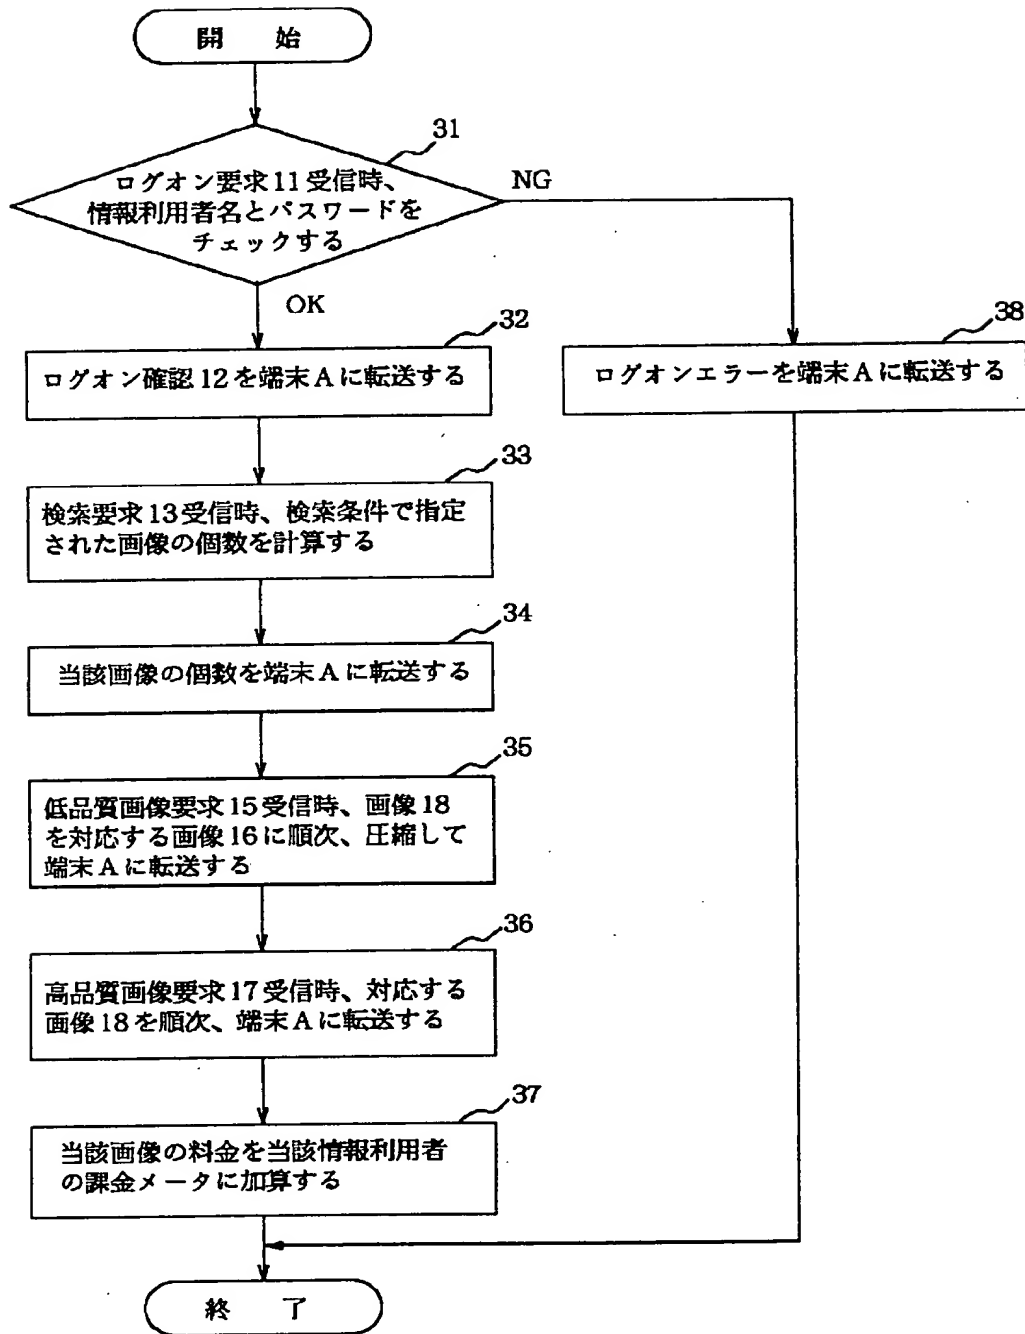 開 始
31
ログオン要求11受信時、
情報利用者名とパスワードを
チェックする
NG
OK
32
ログオン確認12を端末Aに転送する
38
ログオンエラーを端末Aに転送する
33
検索要求13受信時、検索条件で指定
された画像の個数を計算する
34
当該画像の個数を端末Aに転送する
35
低品質画像要求15受信時、画像18
を対応する画像16に順次、圧縮して
端末Aに転送する
36
高品質画像要求17受信時、対応する
画像18を順次、端末Aに転送する
37
当該画像の料金を当該情報利用者
の課金メータに加算する
終 了